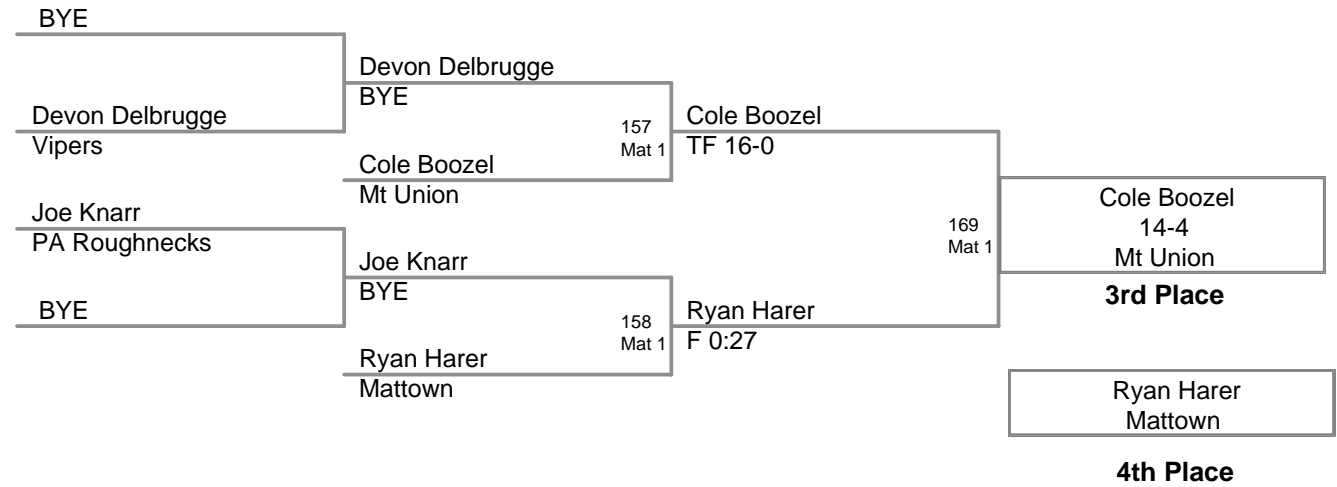 BYE
Devon Delbrugge
Vipers
Joe Knarr
PA Roughnecks
BYE
Devon Delbrugge
BYE
Cole Boozel
Mt Union
Joe Knarr
BYE
Ryan Harer
Mattown
157
Mat 1
158
Mat 1
Cole Boozel
TF 16-0
Ryan Harer
F 0:27
169
Mat 1
Cole Boozel
14-4
Mt Union
3rd Place
Ryan Harer
Mattown
4th Place